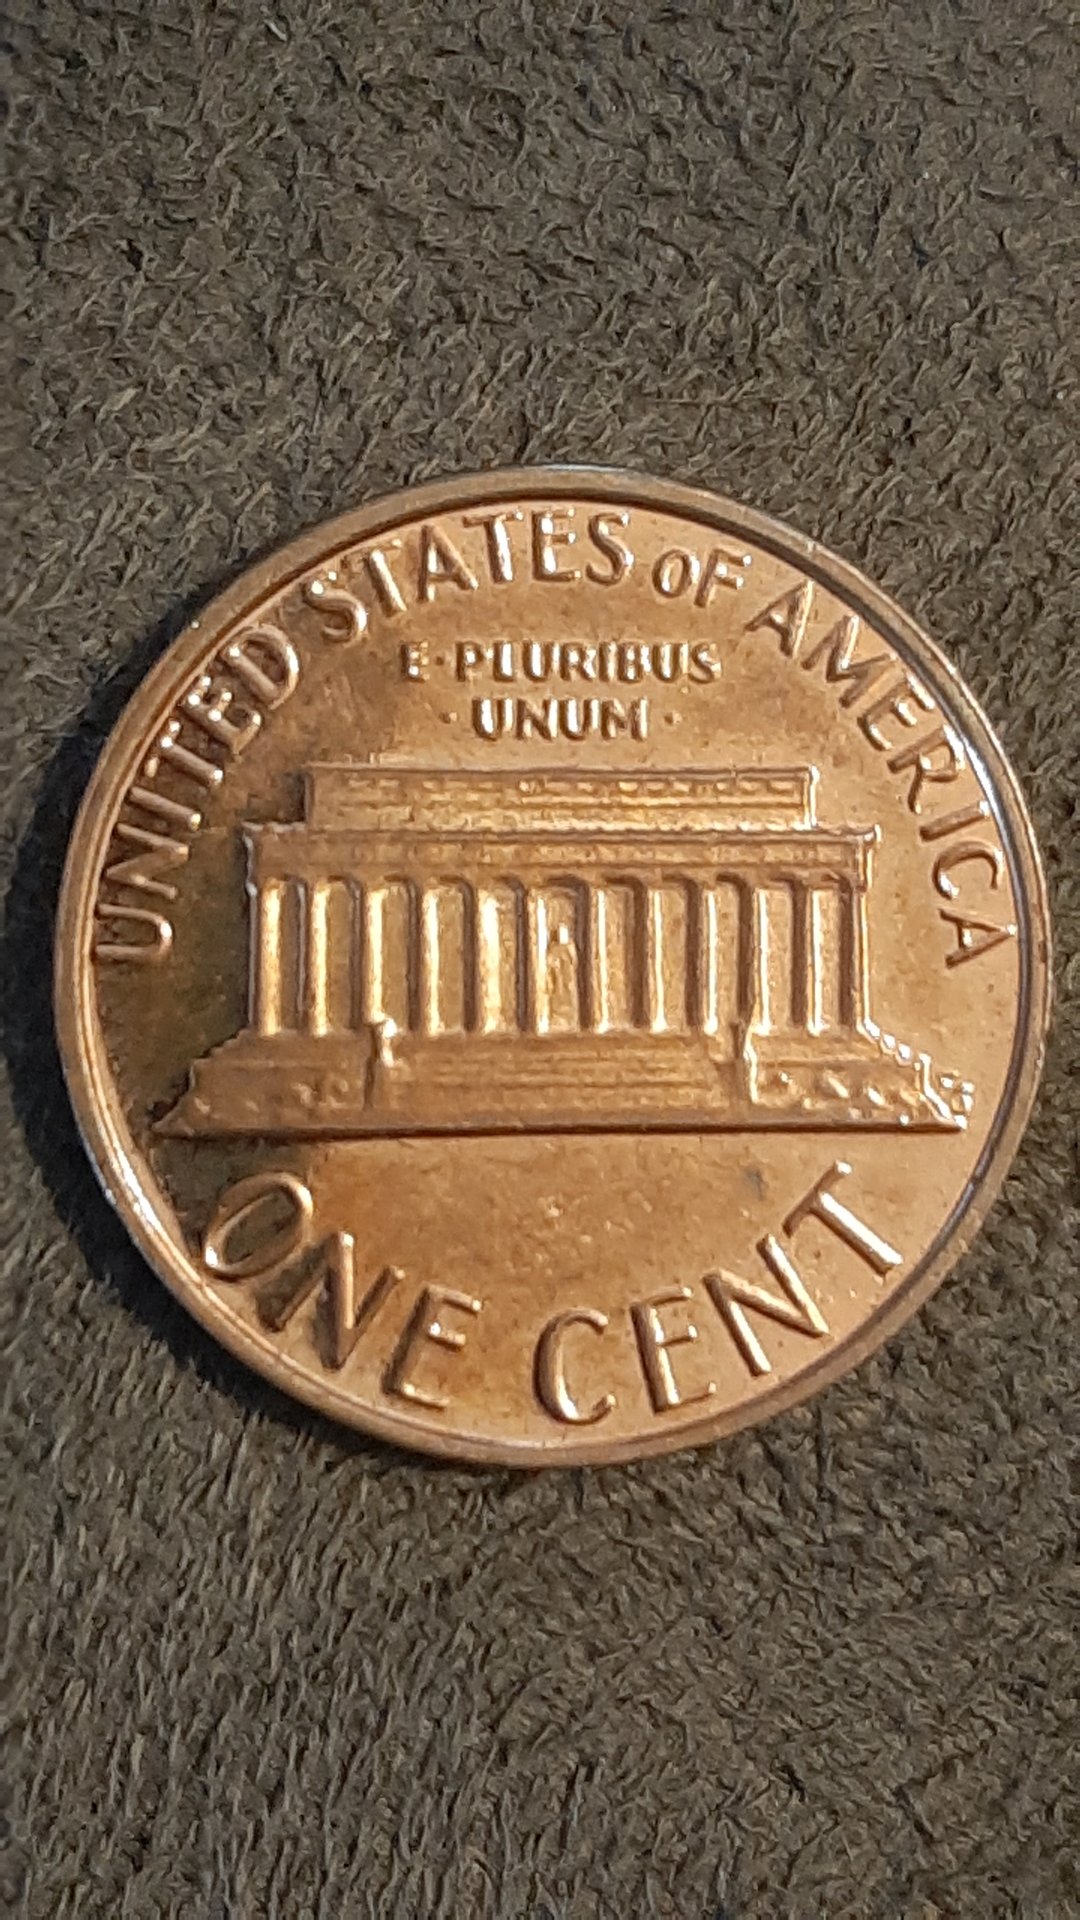 UNITED STATES OF AMERICA
E·PLURIBUS
·UNUM·
ONE CENT